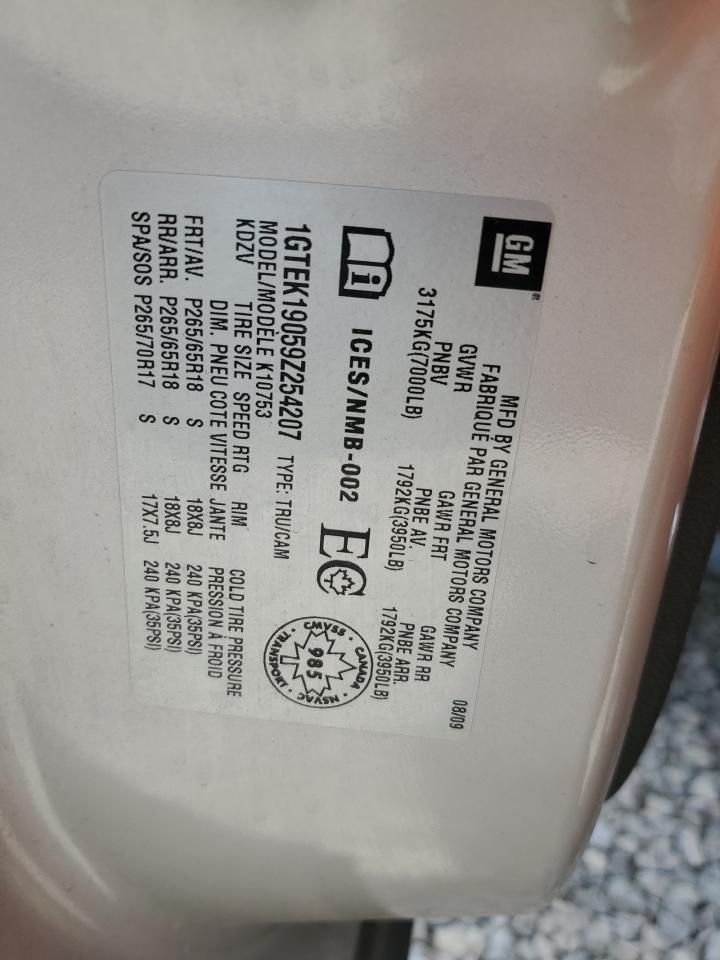 GM
MFD BY GENERAL MOTORS COMPANY
FABRIQUÉ PAR GENERAL MOTORS COMPANY
08/09
GVWR GAWR FRT GAWR RR
PNBV PNBE AV. PNBE ARR.
3175KG(7000LB) 1792KG(3950LB) 1792KG(3950LB)
i ICES/NMB-002 EC
CANADA · NSVAC · TRANSPORT · CMVSS ·
985
1GTEK19059Z254207 TYPE: TRU/CAM
MODEL/MODÈLE K10753
KDZV TIRE SIZE SPEED RTG RIM COLD TIRE PRESSURE
DIM. PNEU COTE VITESSE JANTE PRESSION À FROID
FRT/AV. P265/65R18 S 18X8J 240 KPA(35PSI)
RR/ARR. P265/65R18 S 18X8J 240 KPA(35PSI)
SPA/SOS P265/70R17 S 17X7.5J 240 KPA(35PSI)